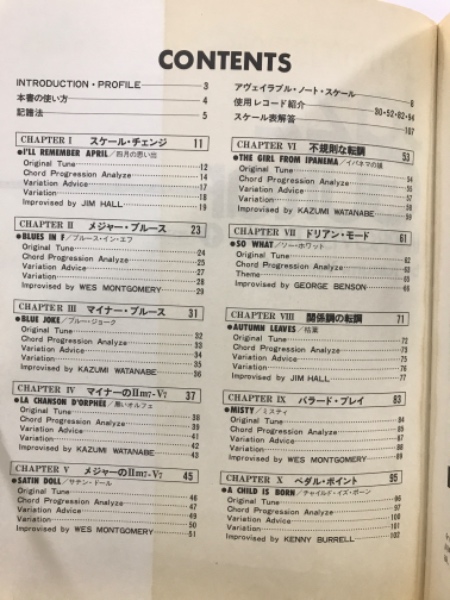 CONTENTS
INTRODUCTION・PROFILE 3
本書の使い方 4
記譜法 5
CHAPTER I スケール・チェンジ 11
●I'LL REMEMBER APRIL／四月の思い出
Original Tune 12
Chord Progression Analyze 14
Variation Advice 17
Variation 18
Improvised by JIM HALL 19
CHAPTER II メジャー・ブルース 23
●BLUES IN F／ブルース・イン・エフ
Original Tune 24
Chord Progression Analyze 25
Variation Advice 27
Variation 28
Improvised by WES MONTGOMERY 29
CHAPTER III マイナー・ブルース 31
●BLUE JOKE／ブルー・ジョーク
Original Tune 32
Chord Progression Analyze 33
Variation Advice 34
Variation 35
Improvised by KAZUMI WATANABE 36
CHAPTER IV マイナーのIIm7-V7 37
●LA CHANSON D'ORPHÉE／黒いオルフェ
Original Tune 38
Chord Progression Analyze 39
Variation Advice 41
Variation 42
Improvised by KAZUMI WATANABE 43
CHAPTER V メジャーのIIm7-V7 45
●SATIN DOLL／サテン・ドール
Original Tune 46
Chord Progression Analyze 47
Variation Advice 49
Variation 50
Improvised by WES MONTGOMERY 51
アヴェイラブル・ノート・スケール 6
使用レコード紹介 30・52・82・94
スケール表解答 107
CHAPTER VI 不規則な転調 53
●THE GIRL FROM IPANEMA／イパネマの娘
Original Tune 54
Chord Progression Analyze 55
Variation Advice 57
Variation 58
Improvised by KAZUMI WATANABE 59
CHAPTER VII ドリアン・モード 61
●SO WHAT／ソー・ホワット
Original Tune 62
Chord Progression Analyze 63
Theme 65
Improvised by GEORGE BENSON 66
CHAPTER VIII 関係調の転調 71
●AUTUMN LEAVES／枯葉
Original Tune 72
Chord Progression Analyze 73
Variation Advice 75
Variation 76
Improvised by JIM HALL 77
CHAPTER IX バラード・プレイ 83
●MISTY／ミスティ
Original Tune 84
Chord Progression Analyze 85
Variation Advice 87
Variation 88
Improvised by WES MONTGOMERY 89
CHAPTER X ペダル・ポイント 95
●A CHILD IS BORN／チャイルド・イズ・ボーン
Original Tune 96
Chord Progression Analyze 97
Variation Advice 100
Variation 101
Improvised by KENNY BURRELL 102